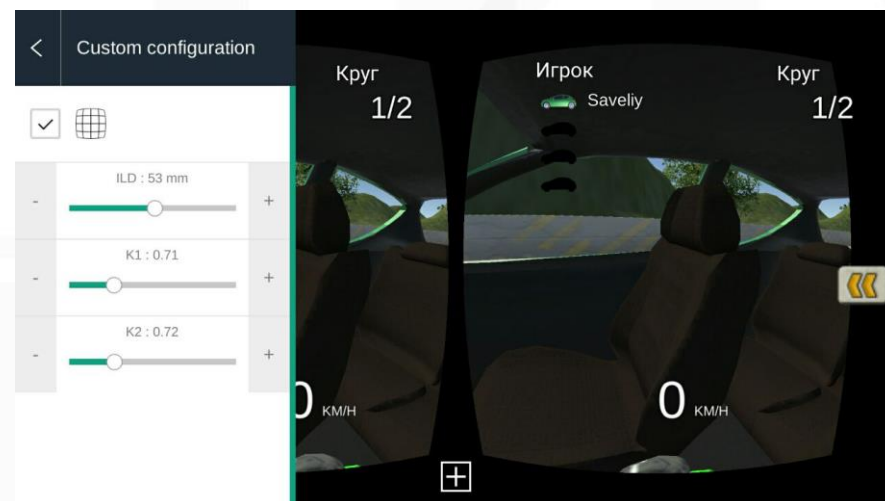 Custom configuration
ILD : 53 mm
-
+
K1 : 0.71
-
+
K2 : 0.72
-
+
Круг
1/2
0 KM/H
Игрок
Saveliy
Круг
1/2
0 KM/H